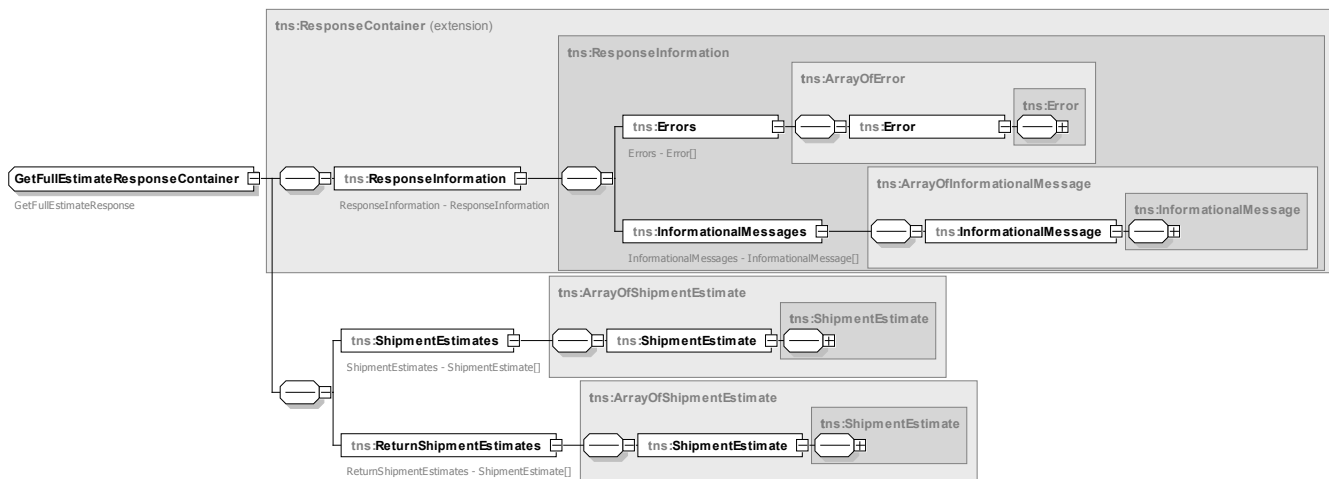 tns:ResponseContainer (extension)
tns:ResponseInformation
tns:ArrayOfError
tns:Error
tns:Errors
tns:Error
Errors - Error[]
GetFullEstimateResponseContainer
tns:ResponseInformation
GetFullEstimateResponse
ResponseInformation - ResponseInformation
tns:ArrayOfInformationalMessage
tns:InformationalMessage
tns:InformationalMessages
tns:InformationalMessage
InformationalMessages - InformationalMessage[]
tns:ArrayOfShipmentEstimate
tns:ShipmentEstimate
tns:ShipmentEstimates
tns:ShipmentEstimate
ShipmentEstimates - ShipmentEstimate[]
tns:ArrayOfShipmentEstimate
tns:ShipmentEstimate
tns:ReturnShipmentEstimates
tns:ShipmentEstimate
ReturnShipmentEstimates - ShipmentEstimate[]